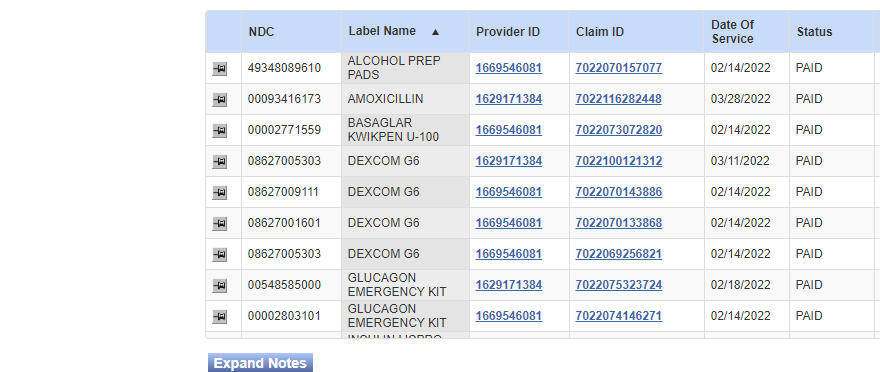 NDC Label Name ▲ Provider ID Claim ID Date Of Service Status
49348089610 ALCOHOL PREP PADS 1669546081 7022070157077 02/14/2022 PAID
00093416173 AMOXICILLIN 1629171384 7022116282448 03/28/2022 PAID
00002771559 BASAGLAR KWIKPEN U-100 1669546081 7022073072820 02/14/2022 PAID
08627005303 DEXCOM G6 1629171384 7022100121312 03/11/2022 PAID
08627009111 DEXCOM G6 1669546081 7022070143886 02/14/2022 PAID
08627001601 DEXCOM G6 1669546081 7022070133868 02/14/2022 PAID
08627005303 DEXCOM G6 1669546081 7022069256821 02/14/2022 PAID
00548585000 GLUCAGON EMERGENCY KIT 1629171384 7022075323724 02/18/2022 PAID
00002803101 GLUCAGON EMERGENCY KIT 1669546081 7022074146271 02/14/2022 PAID
Expand Notes